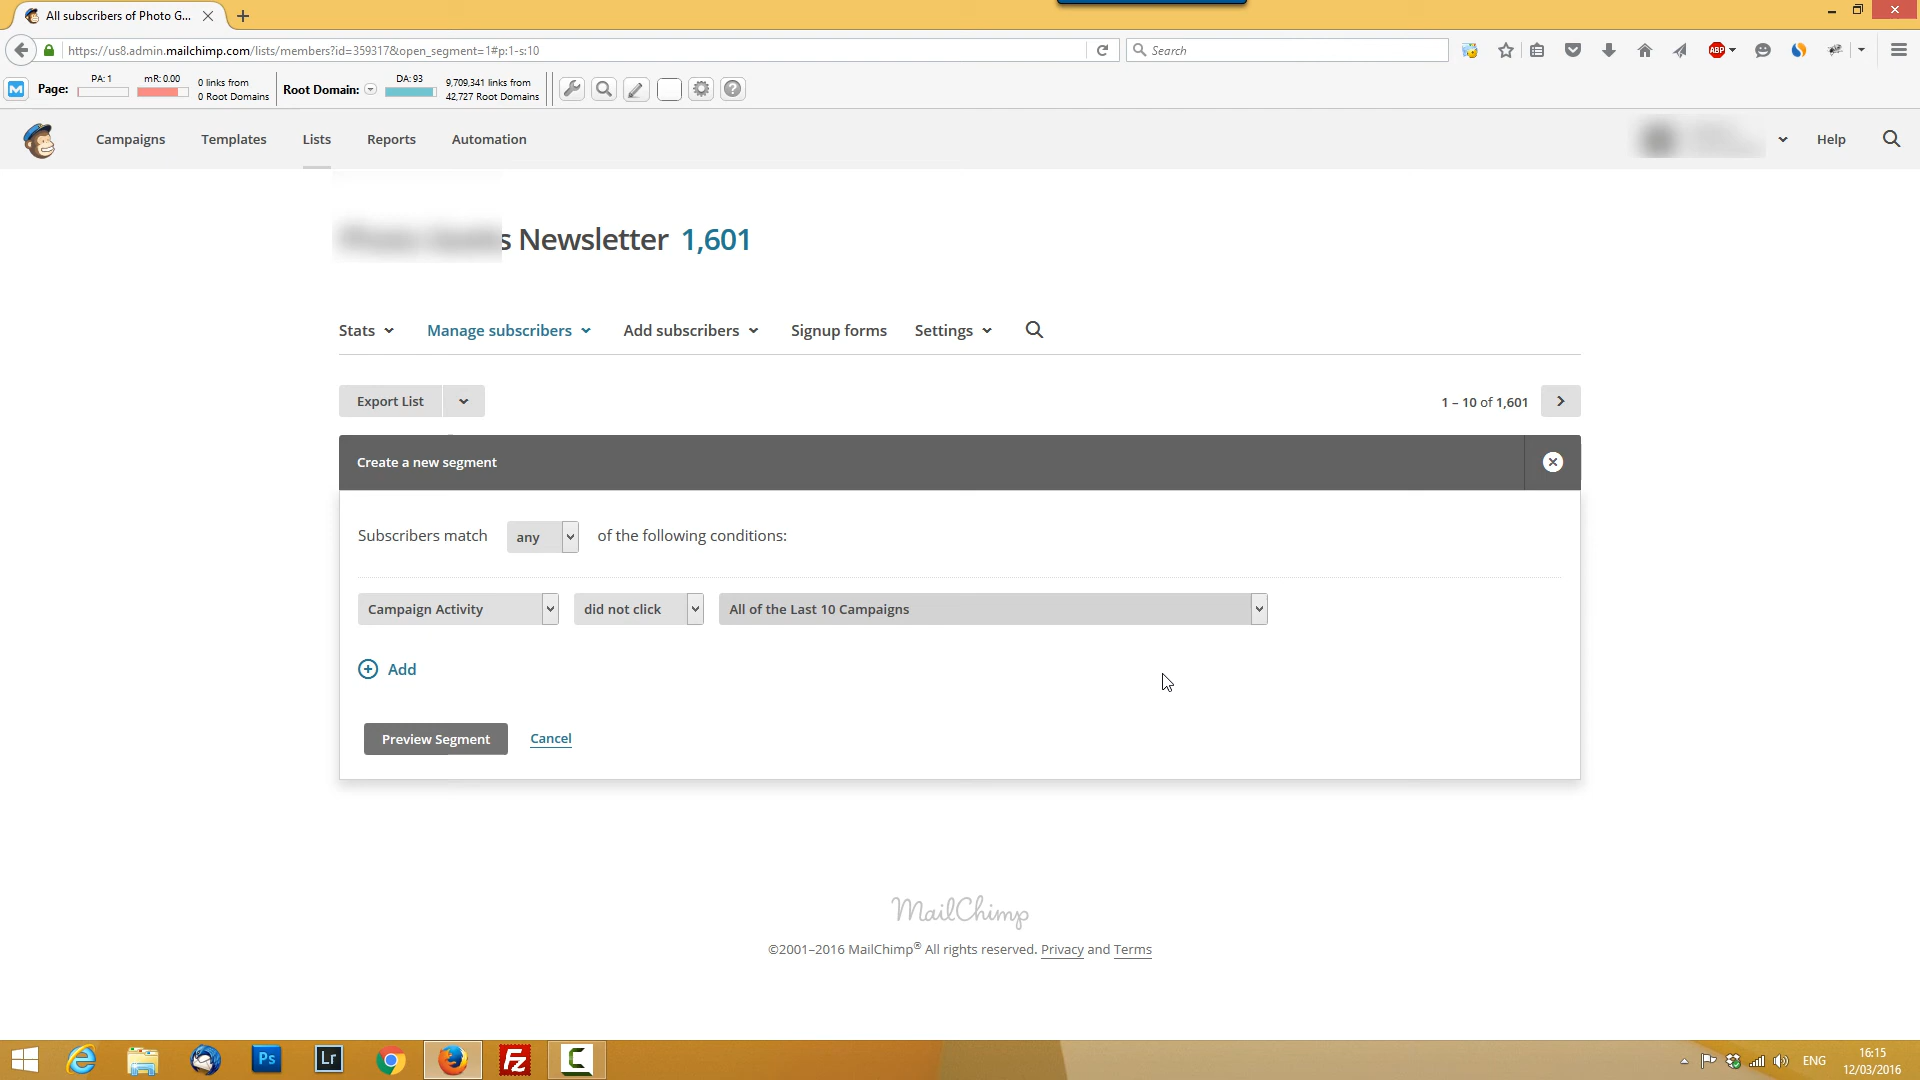 All subscribers of Photo G...
https://us8.admin.mailchimp.com/lists/members?id=359317&open_segment=1#p:1-s:10
Search
ABP
Page:
PA: 1
mR: 0.00
0 links from
0 Root Domains
Root Domain:
DA: 93
9,709,341 links from
42,727 Root Domains
Campaigns
Templates
Lists
Reports
Automation
Help
s Newsletter 1,601
Stats
Manage subscribers
Add subscribers
Signup forms
Settings
Export List
1 – 10 of 1,601
Create a new segment
Subscribers match any of the following conditions:
Campaign Activity did not click All of the Last 10 Campaigns
Add
Preview Segment
Cancel
MailChimp
©2001–2016 MailChimp® All rights reserved. Privacy and Terms
Ps
Lr
Fz
C
ENG
16:15
12/03/2016